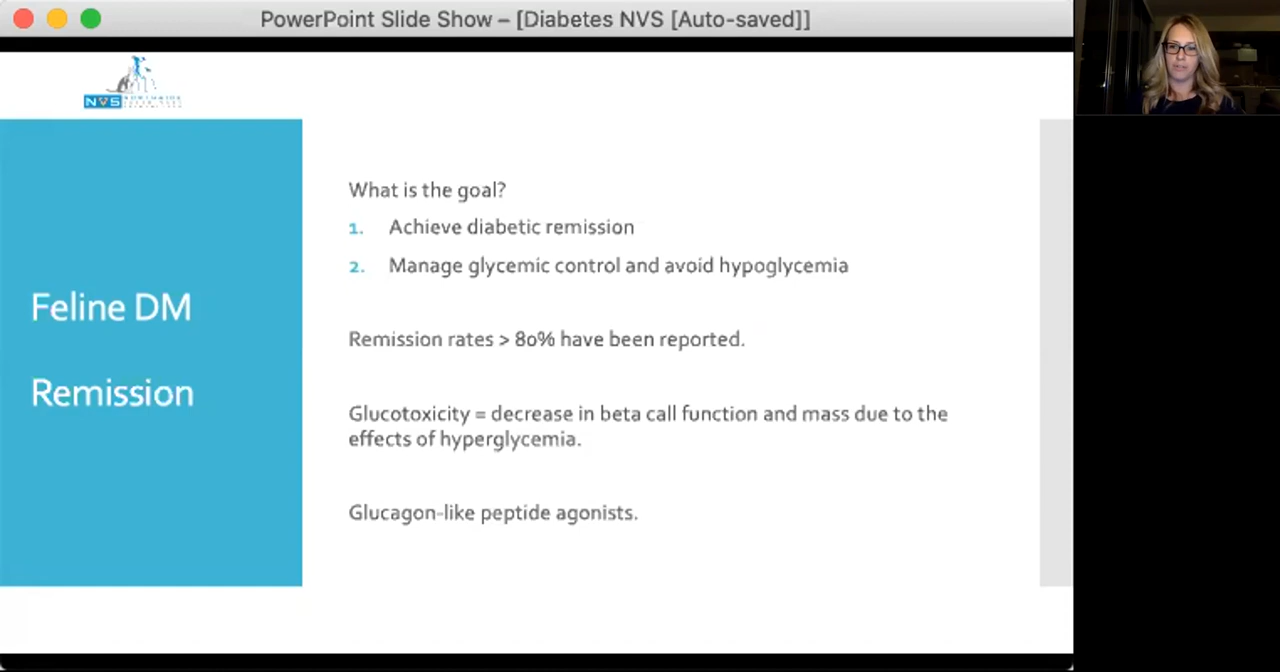 PowerPoint Slide Show – [Diabetes NVS [Auto-saved]]
NVS
Feline DM
Remission
What is the goal?
1. Achieve diabetic remission
2. Manage glycemic control and avoid hypoglycemia
Remission rates > 80% have been reported.
Glucotoxicity = decrease in beta call function and mass due to the
effects of hyperglycemia.
Glucagon-like peptide agonists.